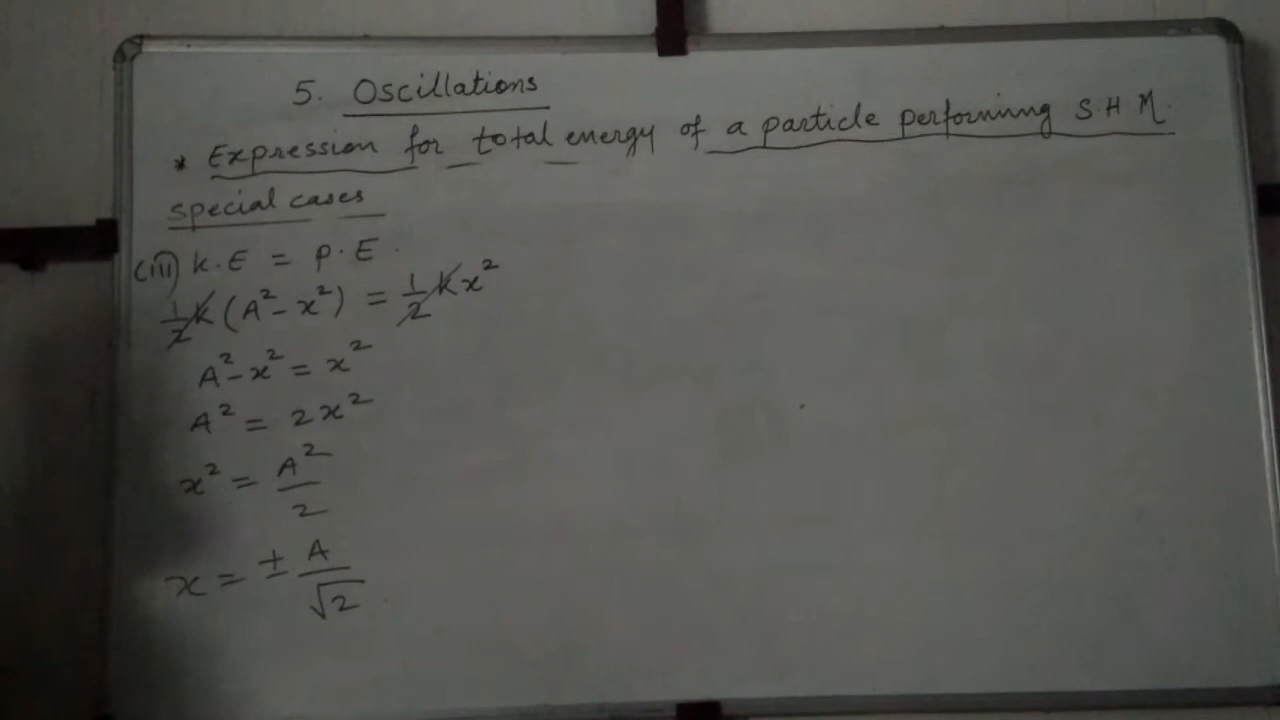 5. Oscillations
* Expression for total energy of a particle performing S H M.
special cases
(iii) K.E = P.E.
1/2 K (A² - x²) = 1/2 K x²
A² - x² = x²
A² = 2x²
x² = A²/2
x = ± A/√2.